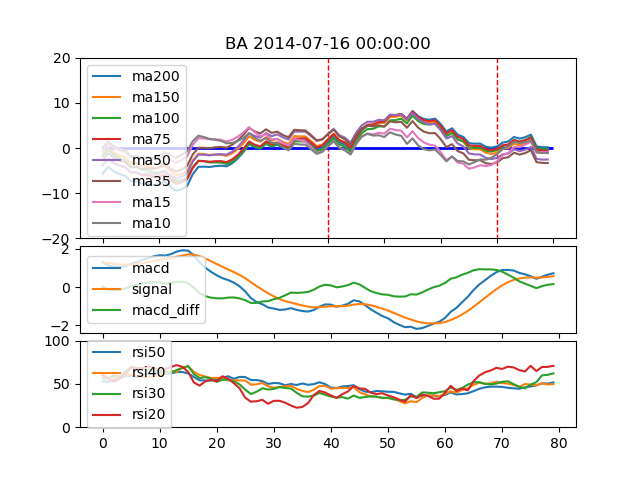 BA 2014-07-16 00:00:00
20
10
0
−10
−20
ma200
ma150
ma100
ma75
ma50
ma35
ma15
ma10
2
0
−2
macd
signal
macd_diff
100
50
0
rsi50
rsi40
rsi30
rsi20
0 10 20 30 40 50 60 70 80